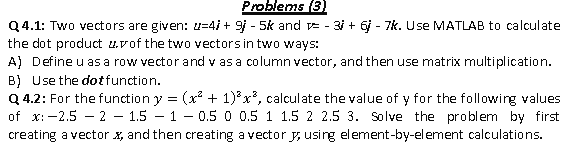 Problems (3)
Q4.1: Two vectors are given: u=4i + 9j - 5k and v= - 3i + 6j - 7k. Use MATLAB to calculate
the dot product u.v of the two vectors in two ways:
A) Define u as a row vector and v as a column vector, and then use matrix multiplication.
B) Use the dot function.
Q 4.2: For the function y = (x² + 1)³x³, calculate the value of y for the following values
of x: −2.5 − 2 − 1.5 − 1 − 0.5 0 0.5 1 1.5 2 2.5 3. Solve the problem by first
creating a vector x, and then creating a vector y, using element-by-element calculations.